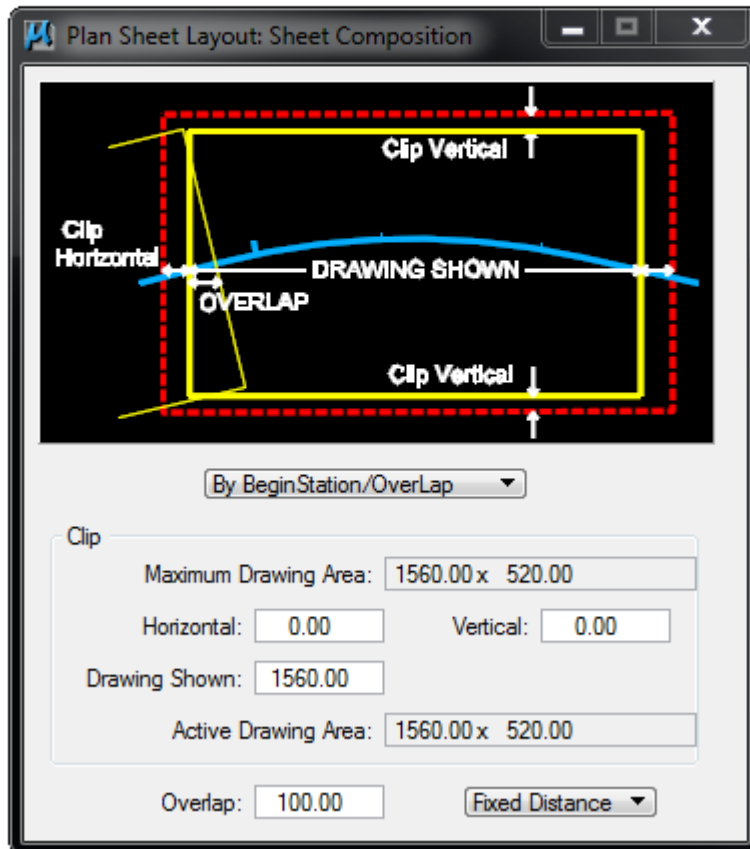 Plan Sheet Layout: Sheet Composition
Clip Vertical
Clip
Horizontal
DRAWING SHOWN
OVERLAP
Clip Vertical
By BeginStation/OverLap
Clip
Maximum Drawing Area: 1560.00 x 520.00
Horizontal: 0.00 Vertical: 0.00
Drawing Shown: 1560.00
Active Drawing Area: 1560.00 x 520.00
Overlap: 100.00 Fixed Distance